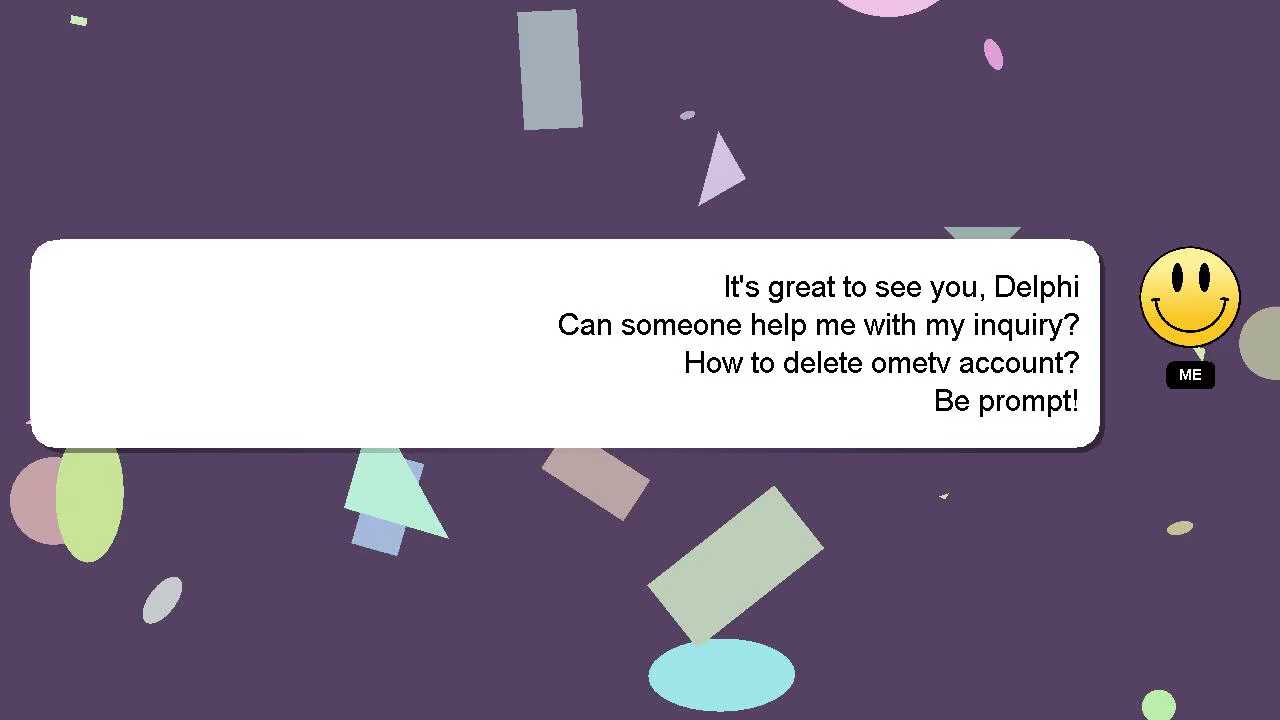 It's great to see you, Delphi
Can someone help me with my inquiry?
How to delete ometv account?
Be prompt!
ME